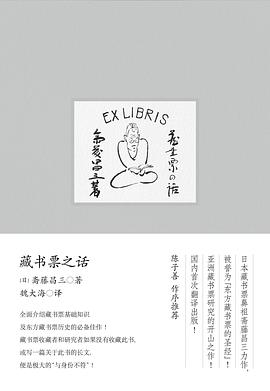 EX LIBRIS
藏書票の話
斎藤昌三著
藏书票之话
〔日〕斋藤昌三◎著
魏大海◎译
全面介绍藏书票基础知识
及东方藏书票历史的必备佳作！
藏书票收藏者和研究者如果没有收藏此书，
或写一篇关于此书的长文，
便是极大的“与身份不符”！
日本藏书票鼻祖斋藤昌三力作，
被誉为『东方藏书票的圣经』！
亚洲藏书票研究的开山之作！
国内首次翻译出版！
陈子善 作序推荐